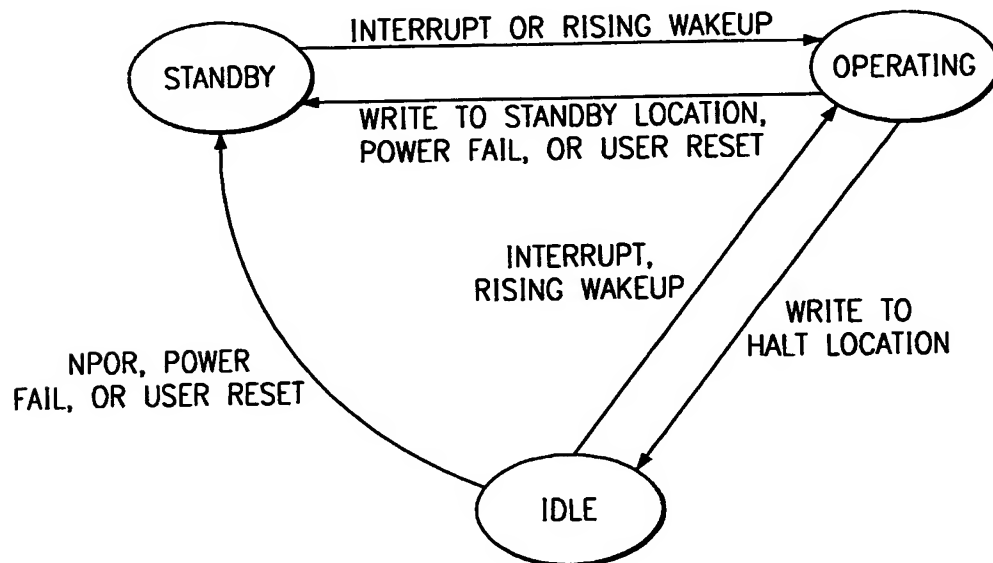 INTERRUPT OR RISING WAKEUP
STANDBY
OPERATING
WRITE TO STANDBY LOCATION,
POWER FAIL, OR USER RESET
INTERRUPT,
RISING WAKEUP
WRITE TO
HALT LOCATION
NPOR, POWER
FAIL, OR USER RESET
IDLE